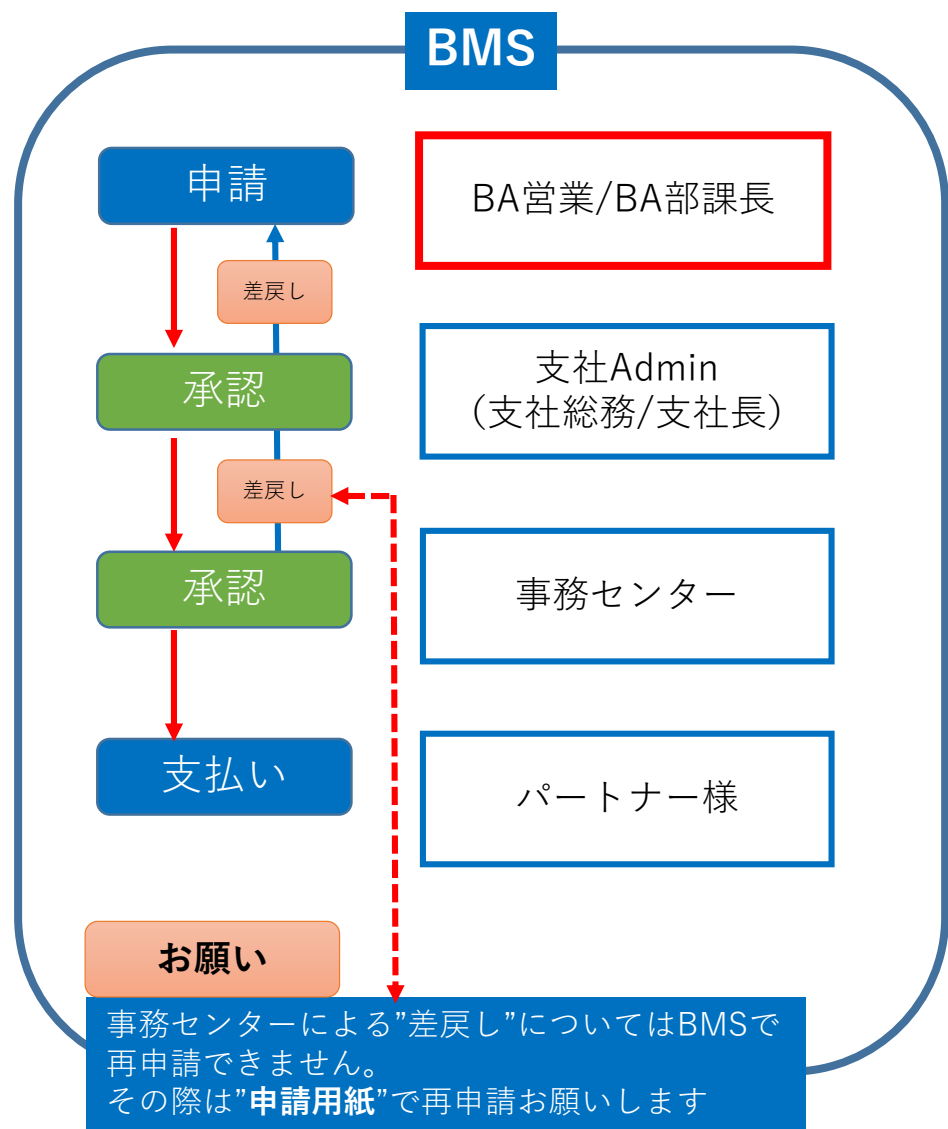 BMS
申請
BA営業/BA部課長
差戻し
承認
支社Admin
（支社総務/支社長）
差戻し
承認
事務センター
支払い
パートナー様
お願い
事務センターによる”差戻し”についてはBMSで
再申請できません。
その際は”申請用紙”で再申請お願いします